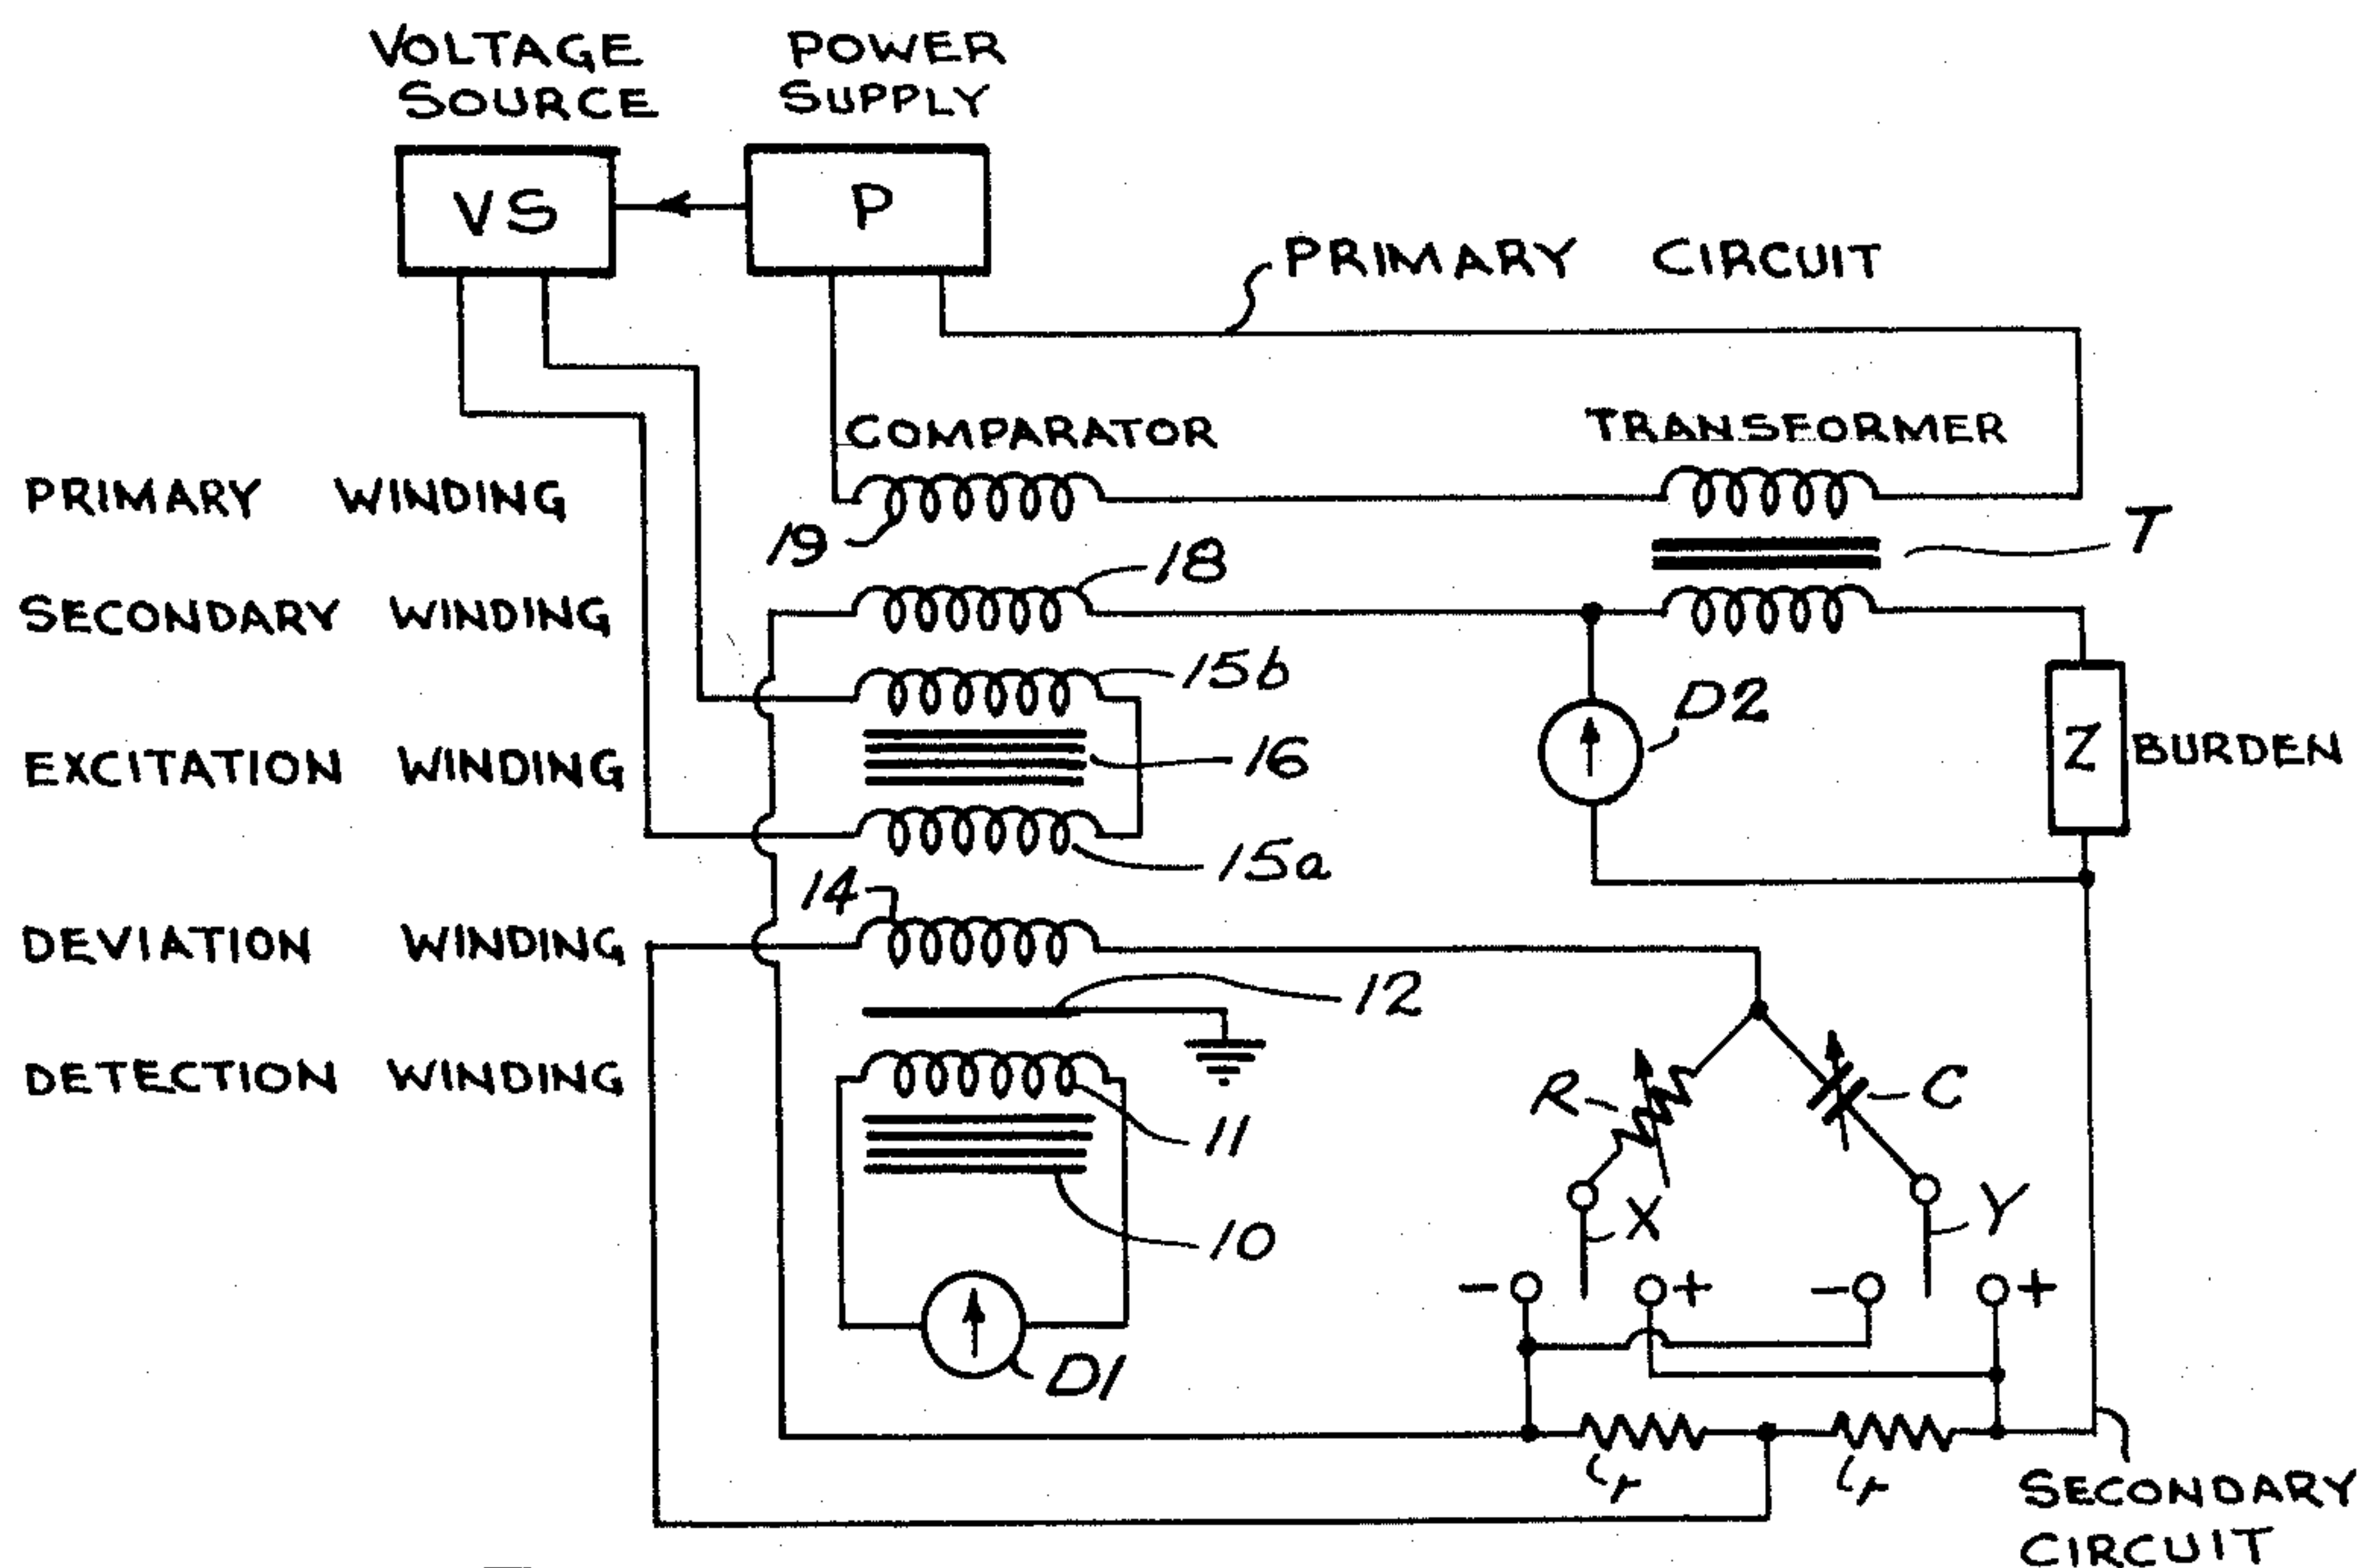 VOLTAGE SOURCE
POWER SUPPLY
VS
P
PRIMARY CIRCUIT
COMPARATOR
TRANSFORMER
PRIMARY WINDING
19
T
18
SECONDARY WINDING
15b
D2
EXCITATION WINDING
16
Z
BURDEN
15a
14
DEVIATION WINDING
12
DETECTION WINDING
R
C
11
X
Y
10
- + - +
D1
r r
SECONDARY CIRCUIT